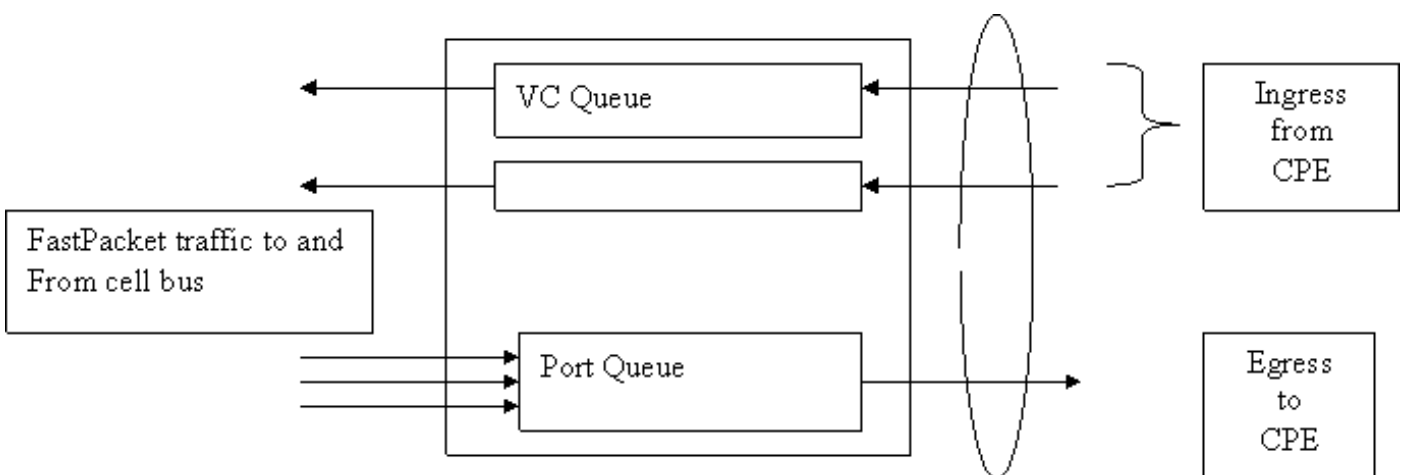 VC Queue
Ingress
from
CPE
FastPacket traffic to and
From cell bus
Port Queue
Egress
to
CPE